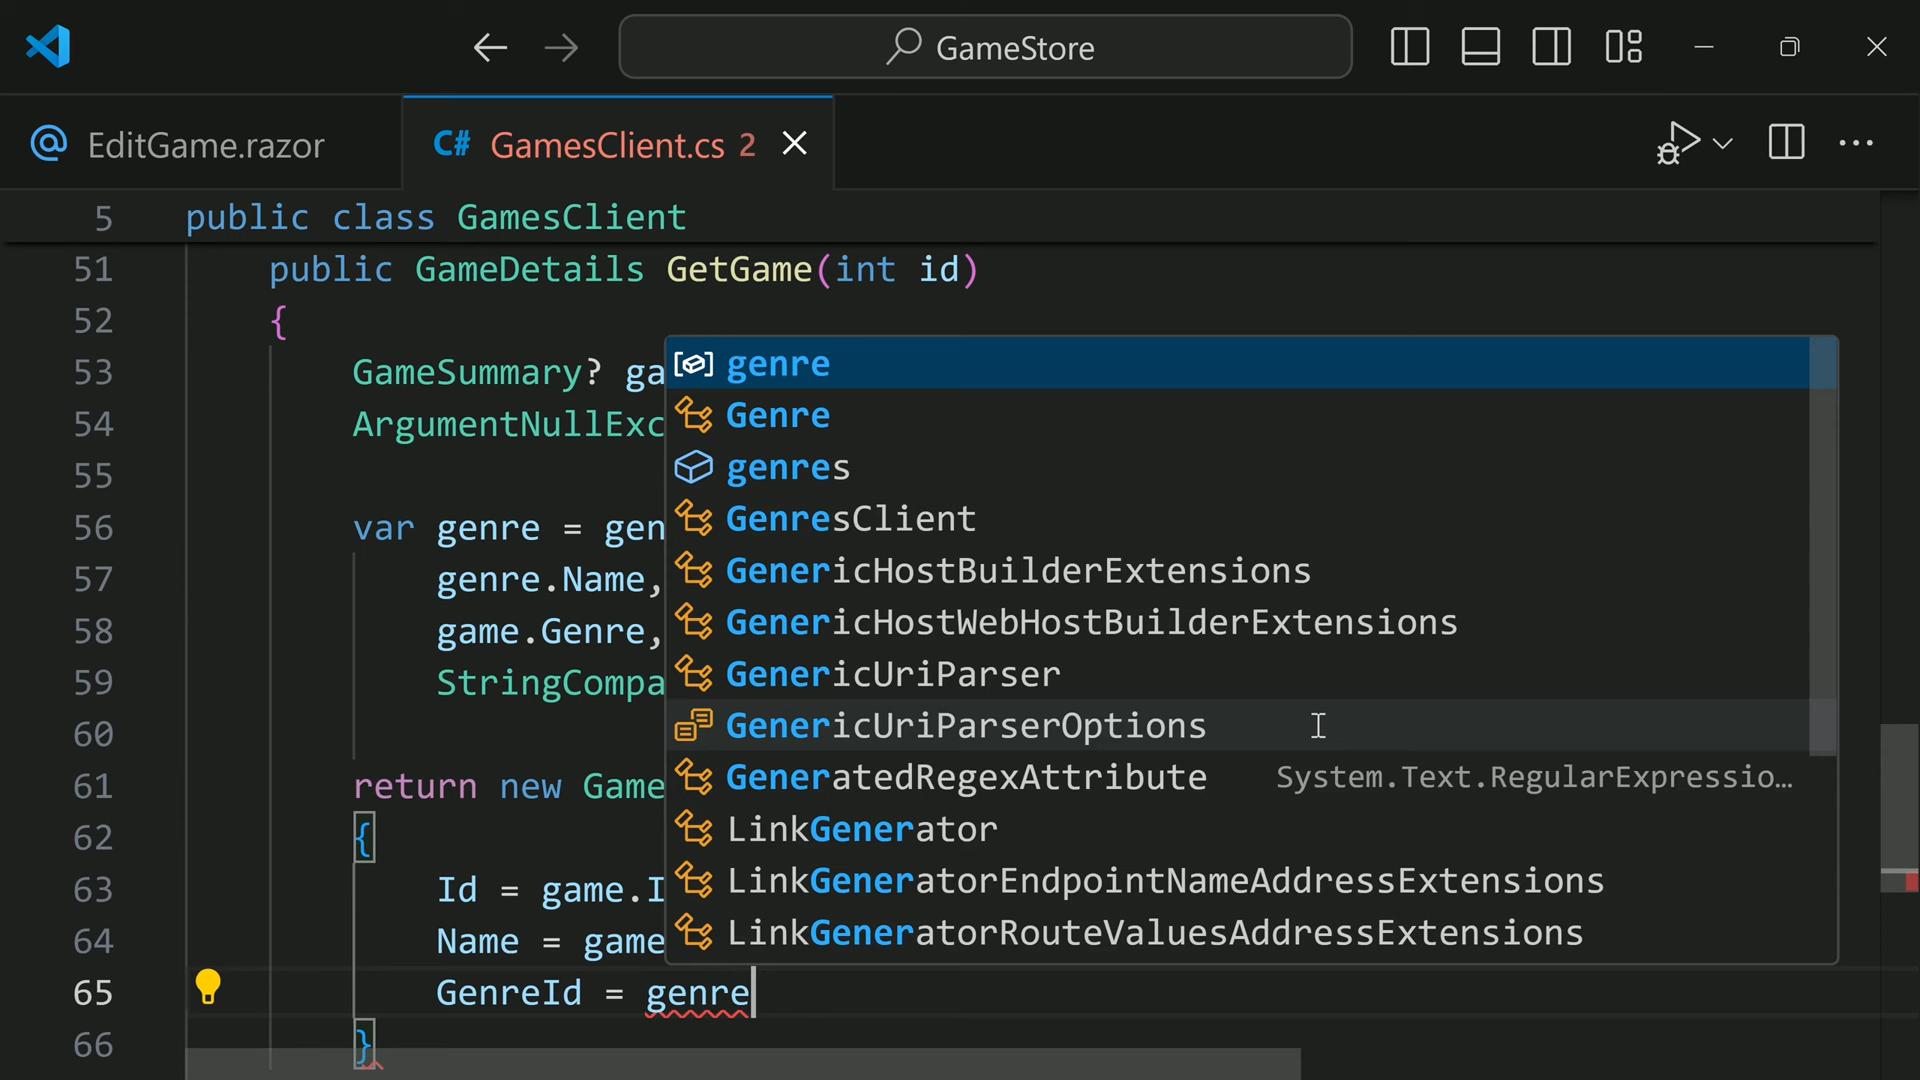 GameStore
EditGame.razor
C# GamesClient.cs 2
5 public class GamesClient
51 public GameDetails GetGame(int id)
52 {
53 GameSummary? ga
54 ArgumentNullExc
55
56 var genre = gen
57 genre.Name,
58 game.Genre,
59 StringCompa
60
61 return new Game
62 {
63 Id = game.I
64 Name = game
65 GenreId = genre
66 }
genre
Genre
genres
GenresClient
GenericHostBuilderExtensions
GenericHostWebHostBuilderExtensions
GenericUriParser
GenericUriParserOptions
GeneratedRegexAttribute System.Text.RegularExpressio…
LinkGenerator
LinkGeneratorEndpointNameAddressExtensions
LinkGeneratorRouteValuesAddressExtensions